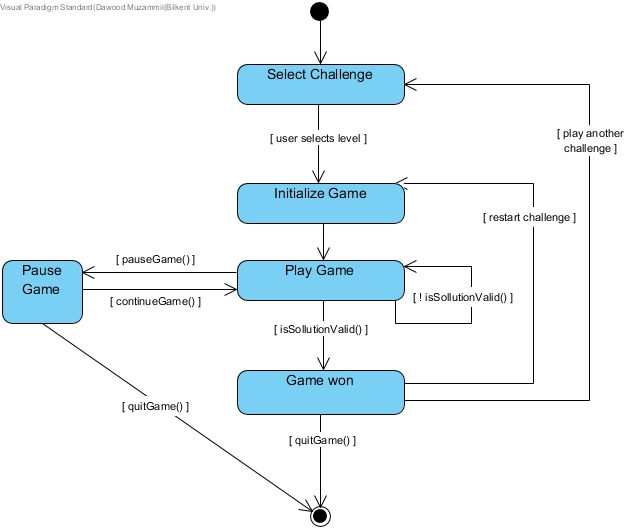 Visual Paradigm Standard(Dawood Muzammil(Bilkent Univ.))
Select Challenge
[ user selects level ]
[ play another
challenge ]
Initialize Game
[ restart challenge ]
Pause
Game
[ pauseGame() ]
[ continueGame() ]
Play Game
[ ! isSollutionValid() ]
[ isSollutionValid() ]
Game won
[ quitGame() ]
[ quitGame() ]